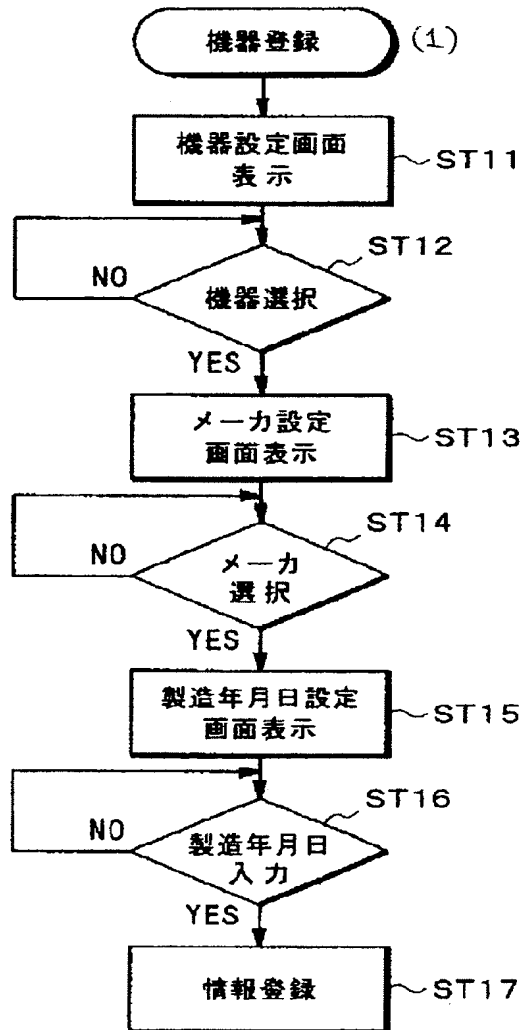 機器登録 (1)
機器設定画面
表示
ST11
ST12
NO
機器選択
YES
メーカ設定
画面表示
ST13
ST14
NO
メーカ
選択
YES
製造年月日設定
画面表示
ST15
ST16
NO
製造年月日
入力
YES
情報登録
ST17